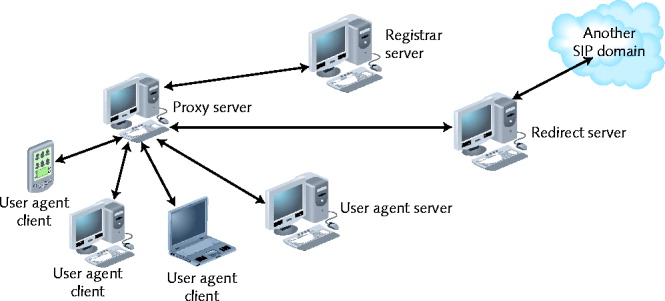 Another
SIP domain
Registrar
server
Proxy server
Redirect server
User agent
client
User agent server
User agent
client
User agent
client